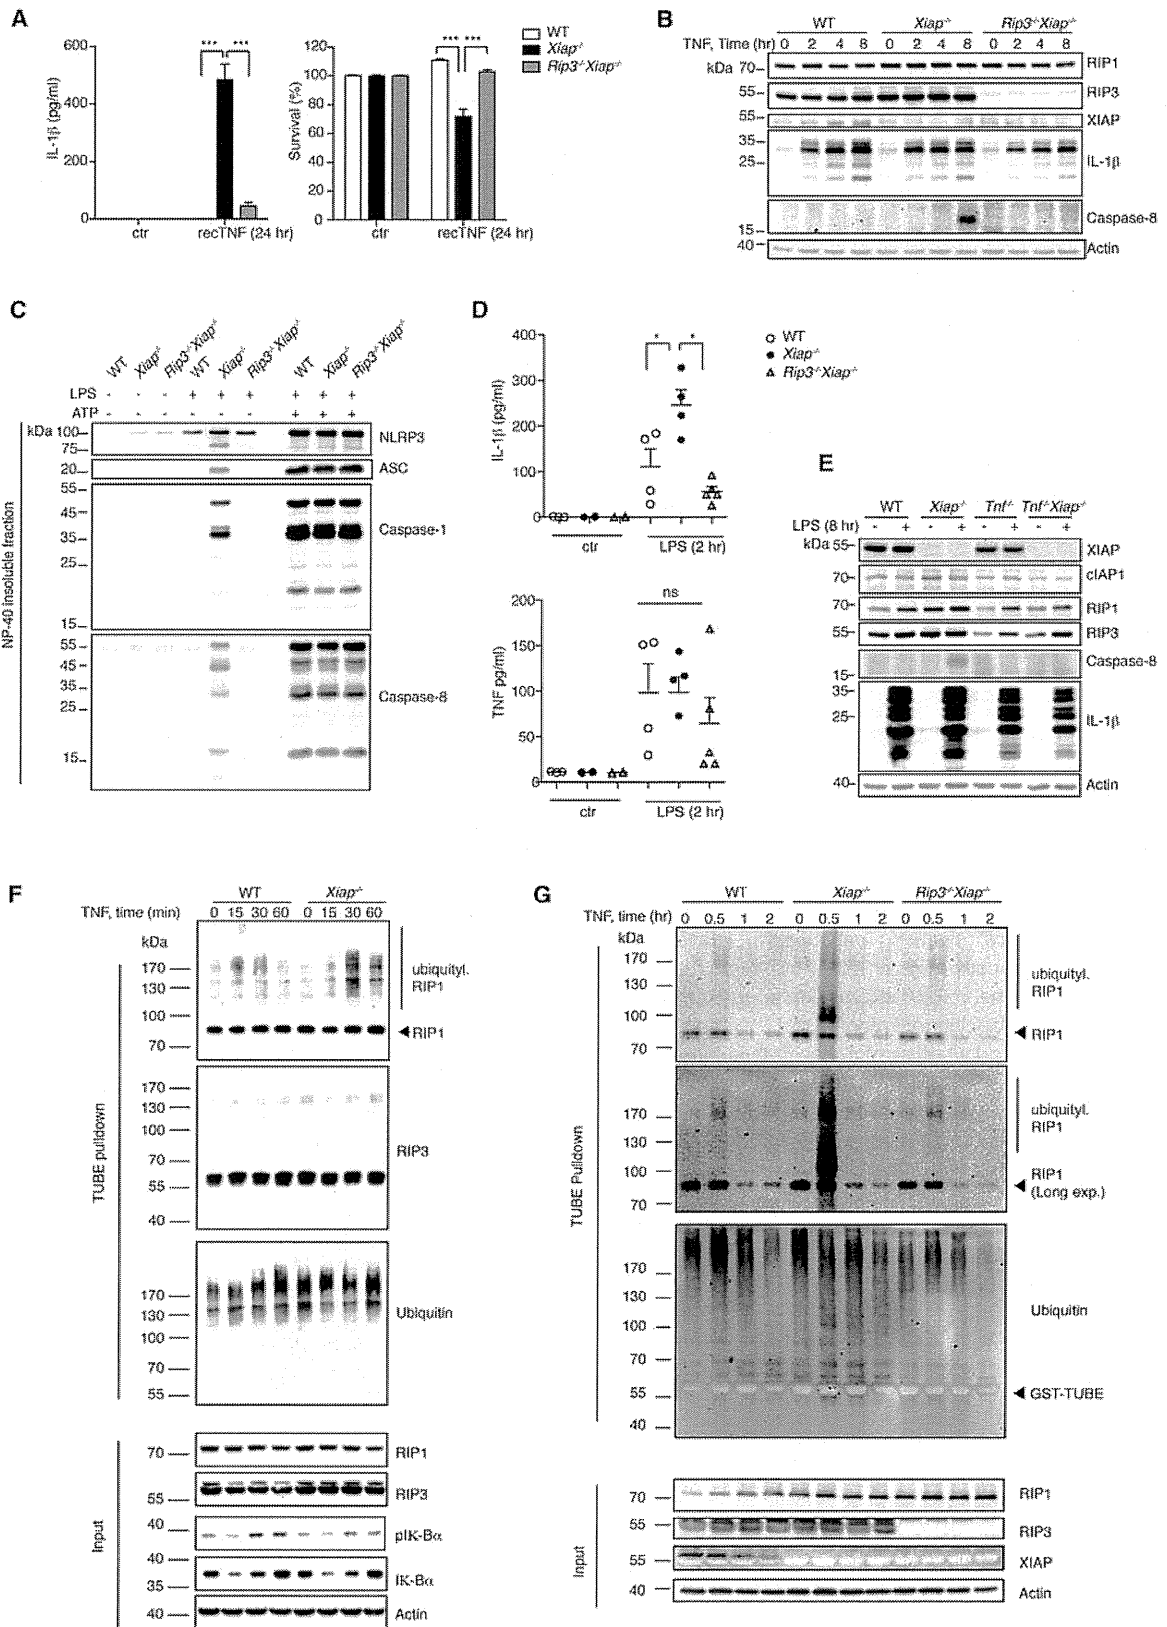 A
IL-1β (pg/ml)
600
400
200
0
ctr
recTNF (24 hr)
*** ***
Survival (%)
120
100
80
60
40
20
0
ctr
recTNF (24 hr)
*** ***
WT
Xiap-/-
Rip3-/-Xiap-/-
B
WT Xiap-/- Rip3-/-Xiap-/-
TNF, Time (hr) 0 2 4 8 0 2 4 8 0 2 4 8
kDa 70 RIP1
55 RIP3
55 XIAP
35
25 IL-1β
Caspase-8
15
40 Actin
C
WT Xiap-/- Rip3-/-Xiap-/- WT Xiap-/- Rip3-/-Xiap-/- WT Xiap-/- Rip3-/-Xiap-/-
LPS - - - + + + + + +
ATP - - - - - - + + +
kDa 100 NLRP3
75
20 ASC
55
45
35 Caspase-1
25
15
55
45
35 Caspase-8
25
15
NP-40 insoluble fraction
D
IL-1β (pg/ml)
400
300
200
100
0
* *
ctr
LPS (2 hr)
WT
Xiap-/-
Rip3-/-Xiap-/-
TNF pg/ml)
200
150
100
50
0
ns
ctr
LPS (2 hr)
E
WT Xiap-/- Tnf-/- Tnf-/-Xiap-/-
LPS (8 hr) - + - + - + - +
kDa 55 XIAP
70 cIAP1
70 RIP1
55 RIP3
Caspase-8
15
35
25 IL-1β
40 Actin
F
WT Xiap-/-
TNF, time (min) 0 15 30 60 0 15 30 60
kDa
170
130
100
70
ubiquityl.
RIP1
RIP1
170
130
100
70
55
40
RIP3
170
130
100
70
55
Ubiquitin
TUBE pulldown
70 RIP1
55 RIP3
40 pIK-Bα
40
35 IK-Bα
40 Actin
Input
G
WT Xiap-/- Rip3-/-Xiap-/-
TNF, time (hr) 0 0.5 1 2 0 0.5 1 2 0 0.5 1 2
kDa
170
130
100
70
ubiquityl.
RIP1
RIP1
170
130
100
70
ubiquityl.
RIP1
RIP1
(Long exp.)
170
130
100
70
55
40
Ubiquitin
GST-TUBE
TUBE Pulldown
70 RIP1
55 RIP3
55 XIAP
40 Actin
Input